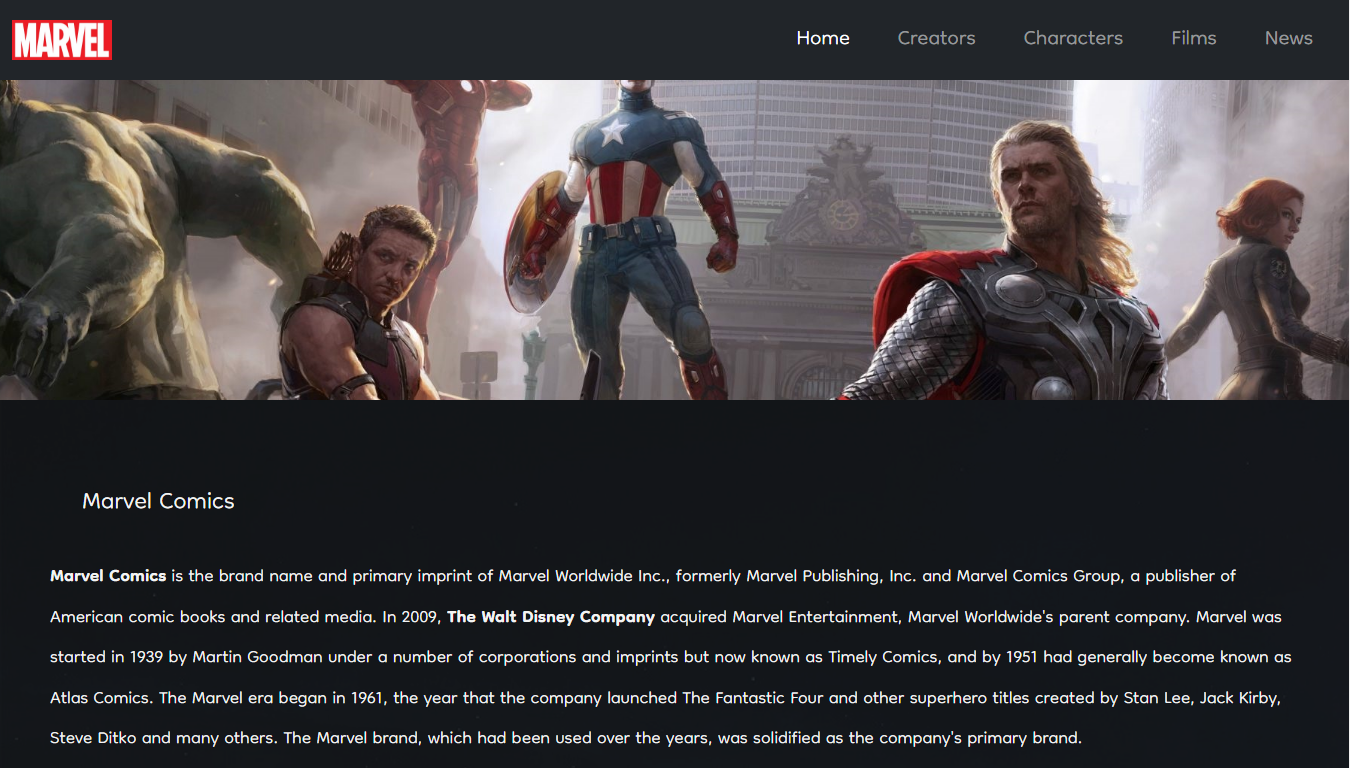 MARVEL
Home Creators Characters Films News
Marvel Comics
Marvel Comics is the brand name and primary imprint of Marvel Worldwide Inc., formerly Marvel Publishing, Inc. and Marvel Comics Group, a publisher of
American comic books and related media. In 2009, The Walt Disney Company acquired Marvel Entertainment, Marvel Worldwide's parent company. Marvel was
started in 1939 by Martin Goodman under a number of corporations and imprints but now known as Timely Comics, and by 1951 had generally become known as
Atlas Comics. The Marvel era began in 1961, the year that the company launched The Fantastic Four and other superhero titles created by Stan Lee, Jack Kirby,
Steve Ditko and many others. The Marvel brand, which had been used over the years, was solidified as the company's primary brand.